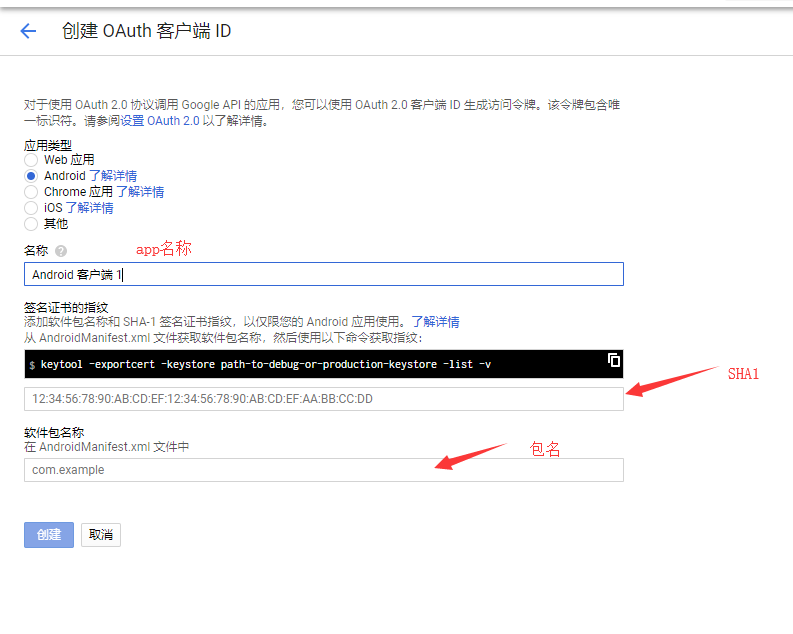 创建 OAuth 客户端 ID
对于使用 OAuth 2.0 协议调用 Google API 的应用，您可以使用 OAuth 2.0 客户端 ID 生成访问令牌。该令牌包含唯
一标识符。请参阅设置 OAuth 2.0 以了解详情。
应用类型
Web 应用
Android 了解详情
Chrome 应用 了解详情
iOS 了解详情
其他
名称 ?
app名称
Android 客户端 1
签名证书的指纹
添加软件包名称和 SHA-1 签名证书指纹，以仅限您的 Android 应用使用。了解详情
从 AndroidManifest.xml 文件获取软件包名称，然后使用以下命令获取指纹：
$ keytool -exportcert -keystore path-to-debug-or-production-keystore -list -v
SHA1
12:34:56:78:90:AB:CD:EF:12:34:56:78:90:AB:CD:EF:AA:BB:CC:DD
软件包名称
在 AndroidManifest.xml 文件中
包名
com.example
创建 取消